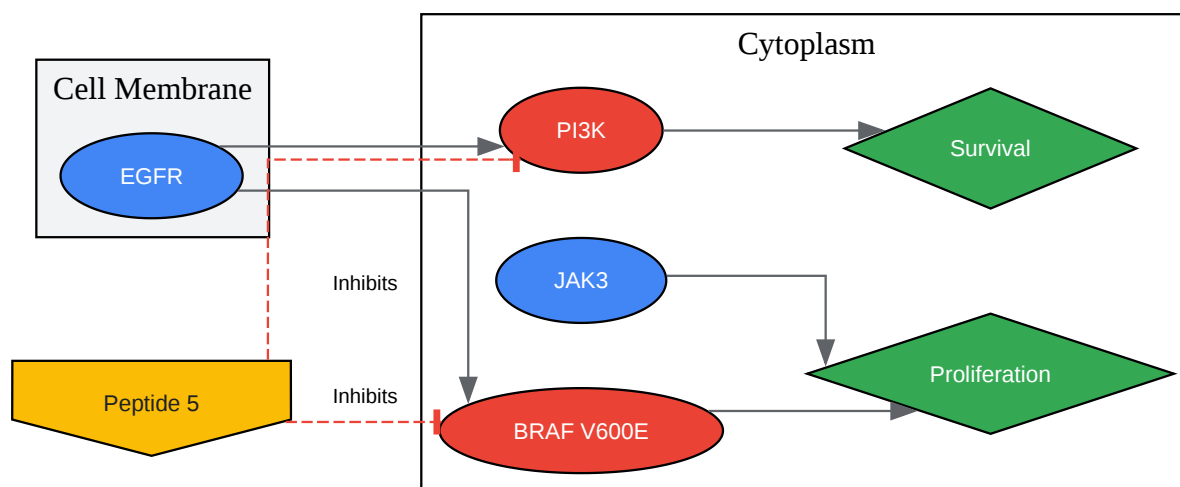 Cytoplasm
Cell Membrane
PI3K
Survival
EGFR
JAK3
Inhibits
Proliferation
Peptide 5
Inhibits
BRAF V600E